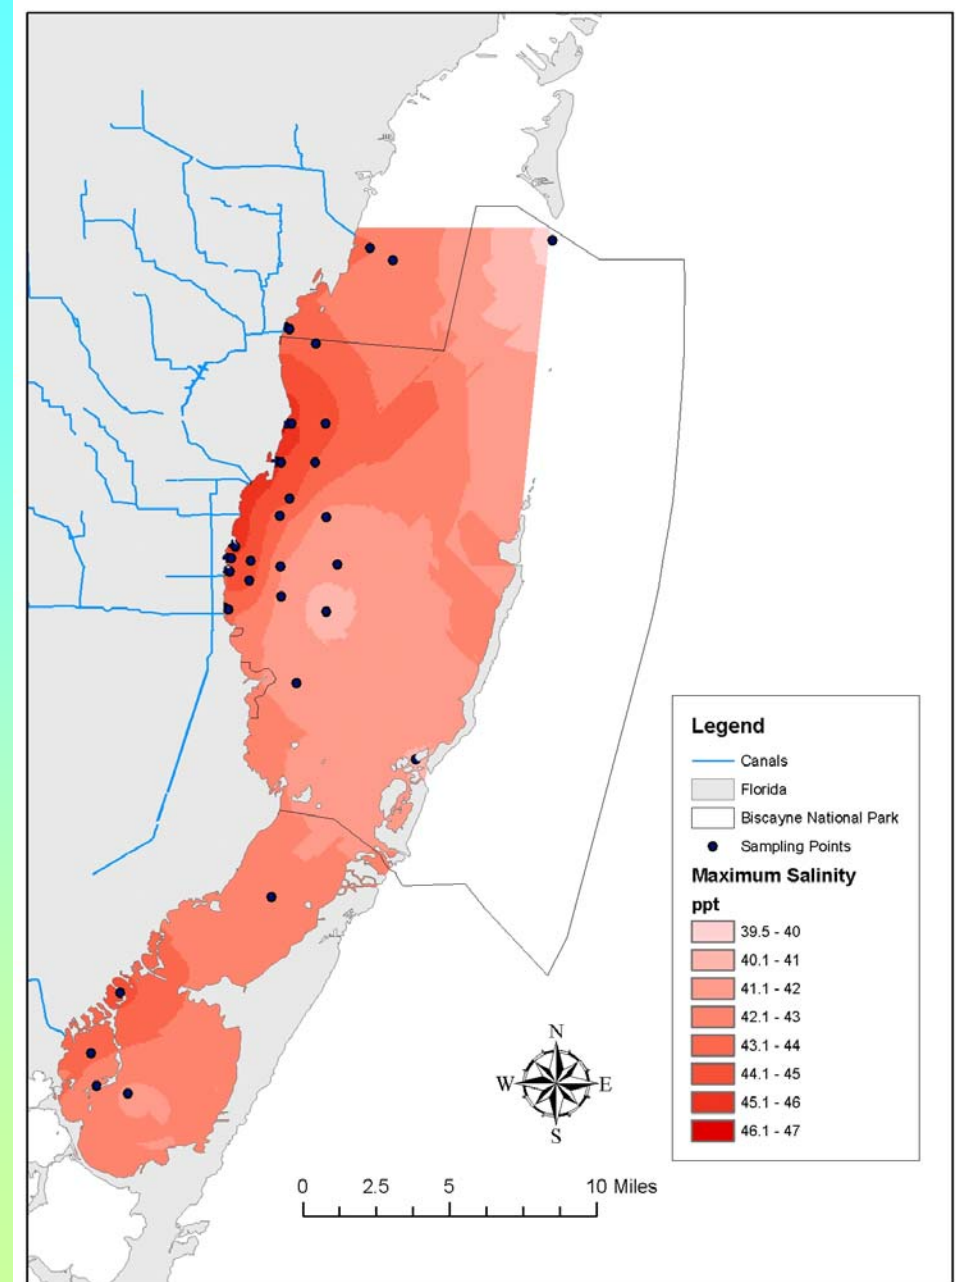 Legend
Canals
Florida
Biscayne National Park
Sampling Points
Maximum Salinity
ppt
39.5 - 40
40.1 - 41
41.1 - 42
42.1 - 43
43.1 - 44
44.1 - 45
45.1 - 46
46.1 - 47
N
W E
S
0 2.5 5 10 Miles